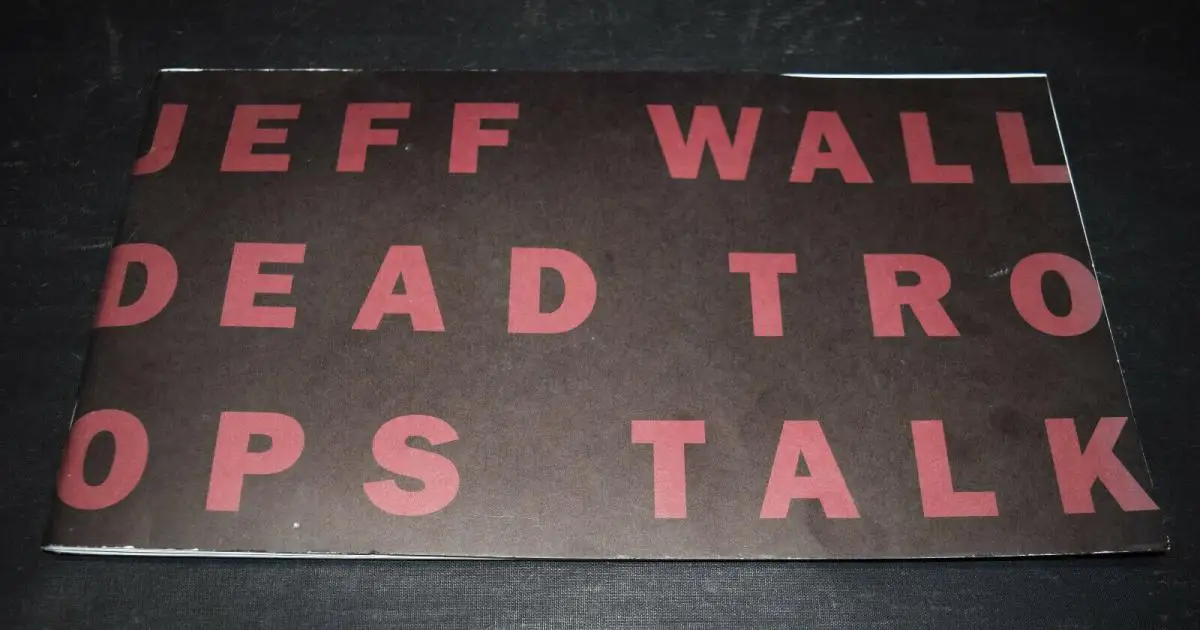 JEFF WALL
DEAD TRO
OPS TALK